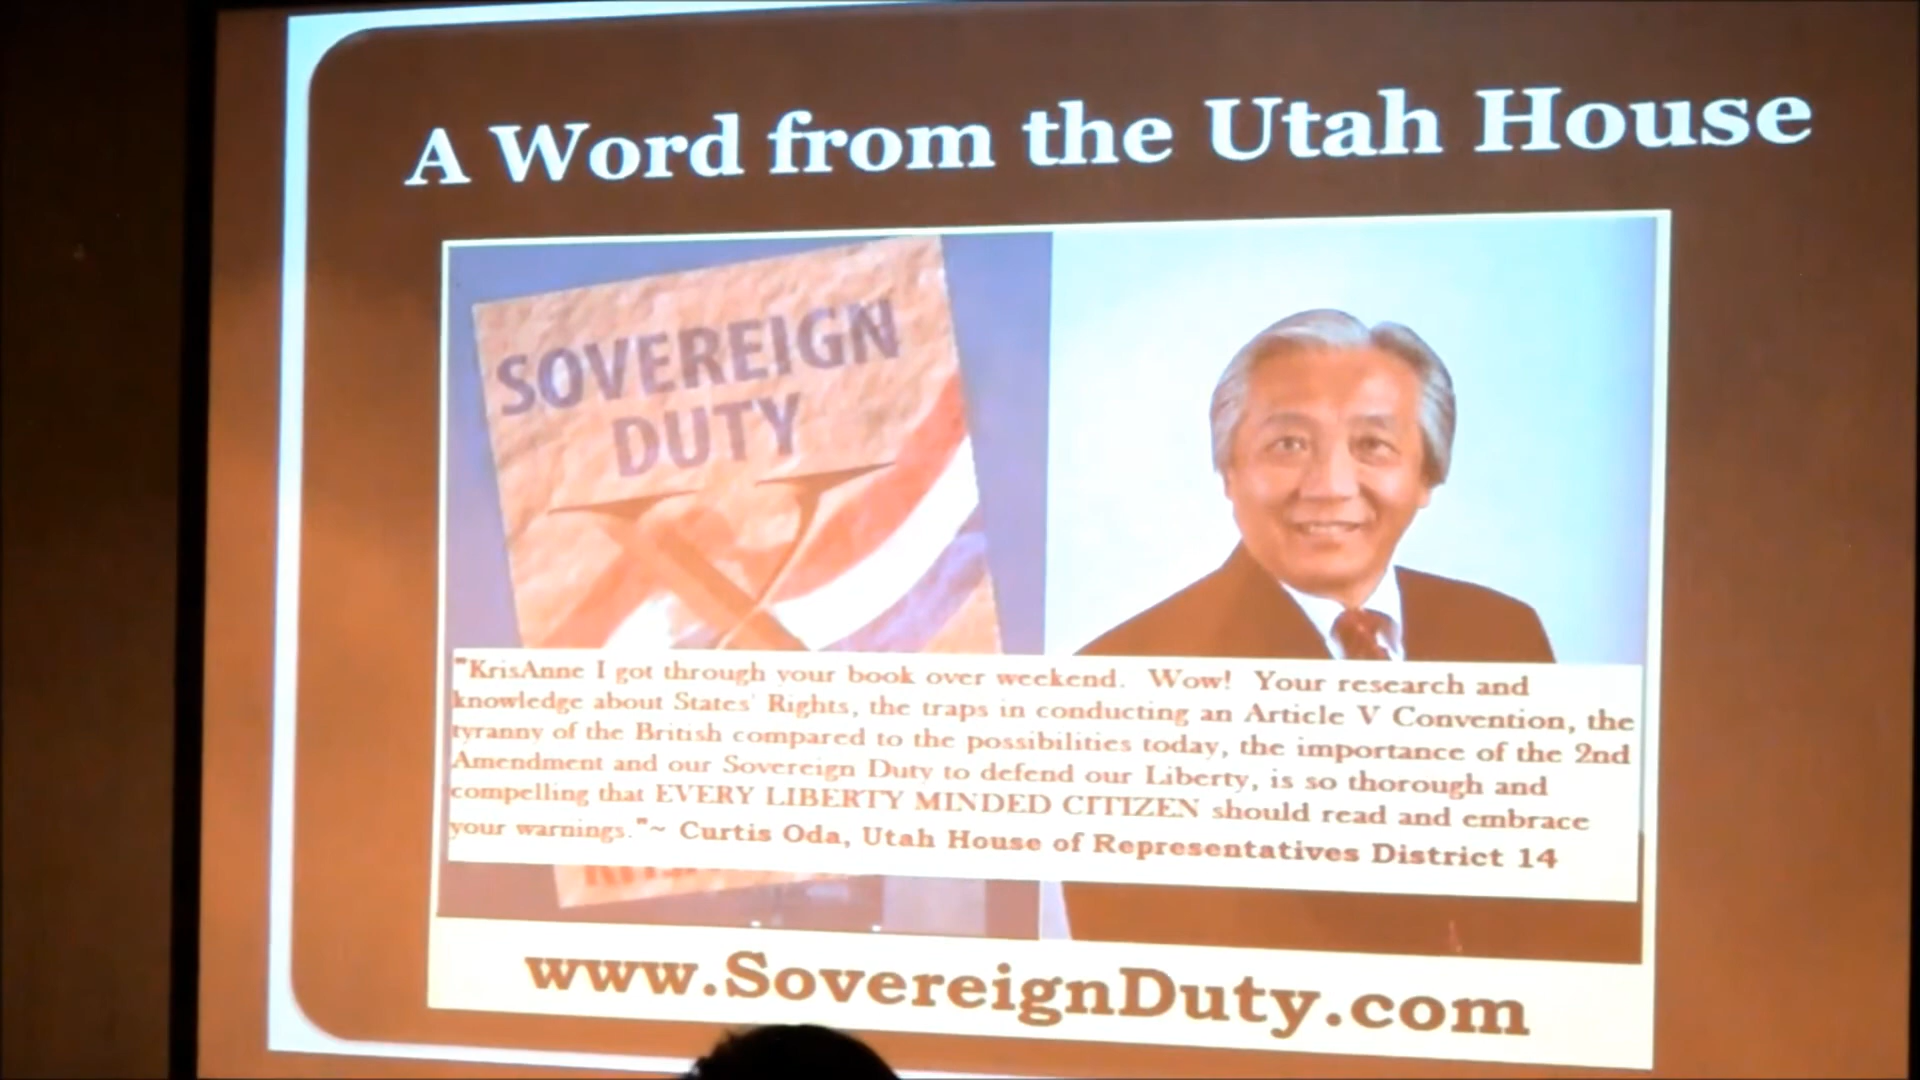 A Word from the Utah House
SOVEREIGN
DUTY
"KrisAnne I got through your book over weekend. Wow! Your research and
knowledge about States' Rights, the traps in conducting an Article V Convention, the
tyranny of the British compared to the possibilities today, the importance of the 2nd
Amendment and our Sovereign Duty to defend our Liberty, is so thorough and
compelling that EVERY LIBERTY MINDED CITIZEN should read and embrace
your warnings."~ Curtis Oda, Utah House of Representatives District 14
www.SovereignDuty.com